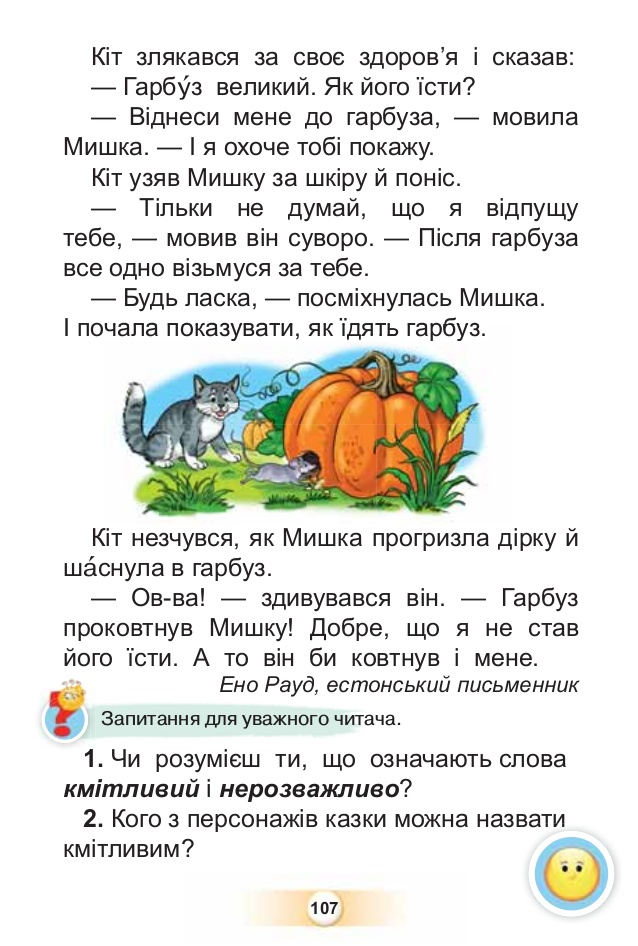 Кіт злякався за своє здоров’я і сказав:
— Гарбу́з великий. Як його їсти?
— Віднеси мене до гарбуза, — мовила
Мишка. — І я охоче тобі покажу.
Кіт узяв Мишку за шкіру й поніс.
— Тільки не думай, що я відпущу
тебе, — мовив він суворо. — Після гарбуза
все одно візьмуся за тебе.
— Будь ласка, — посміхнулась Мишка.
І почала показувати, як їдять гарбуз.
Кіт незчувся, як Мишка прогризла дірку й
ша́снула в гарбуз.
— Ов-ва! — здивувався він. — Гарбуз
проковтнув Мишку! Добре, що я не став
його їсти. А то він би ковтнув і мене.
Ено Рауд, естонський письменник
Запитання для уважного читача.
1. Чи розумієш ти, що означають слова
кмітливий і нерозважливо?
2. Кого з персонажів казки можна назвати
кмітливим?
107